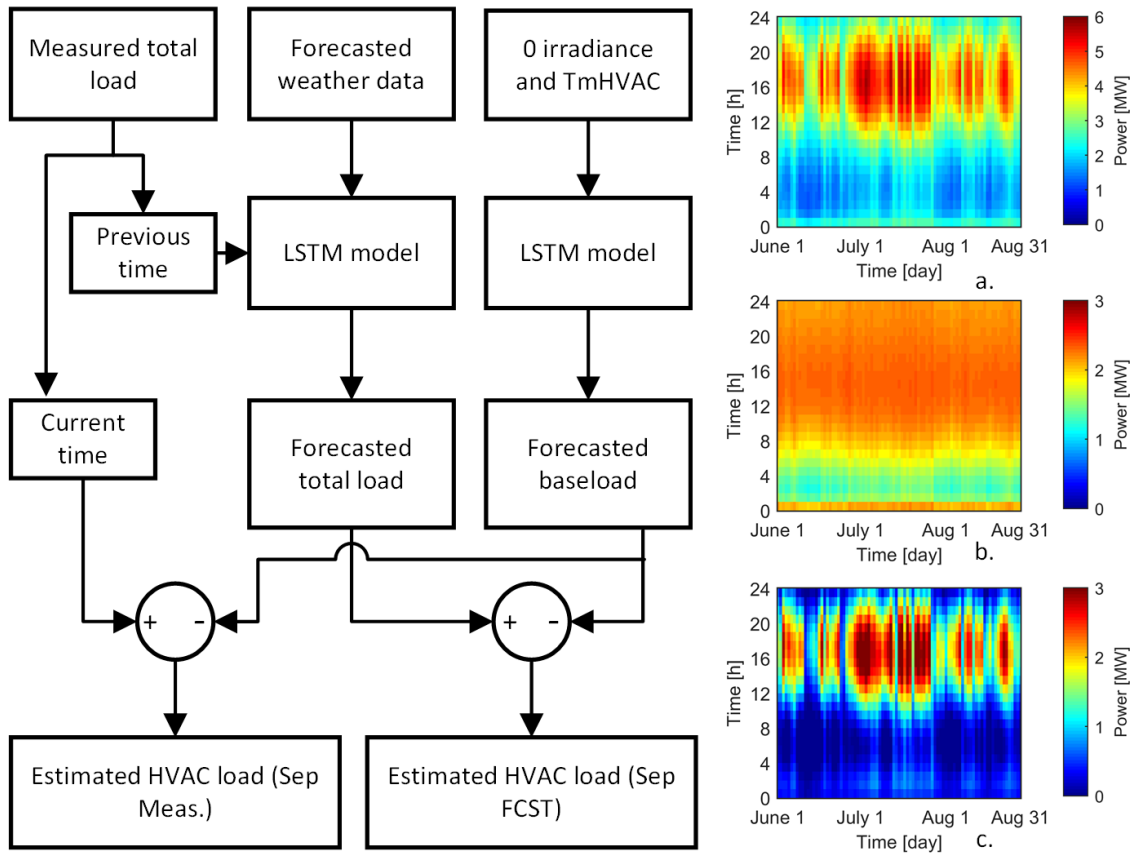 Measured total
load
Forecasted
weather data
0 irradiance
and TmHVAC
Previous
time
LSTM model
LSTM model
Current
time
Forecasted
total load
Forecasted
baseload
+ -
+ -
Estimated HVAC load (Sep
Meas.)
Estimated HVAC load (Sep
FCST)
24
20
16
12
8
4
0
Time [h]
June 1 July 1 Aug 1 Aug 31
Time [day]
a.
6
5
4
3
2
1
0
Power [MW]
24
20
16
12
8
4
0
Time [h]
June 1 July 1 Aug 1 Aug 31
Time [day]
b.
3
2
1
0
Power [MW]
24
20
16
12
8
4
0
Time [h]
June 1 July 1 Aug 1 Aug 31
Time [day]
c.
3
2
1
0
Power [MW]